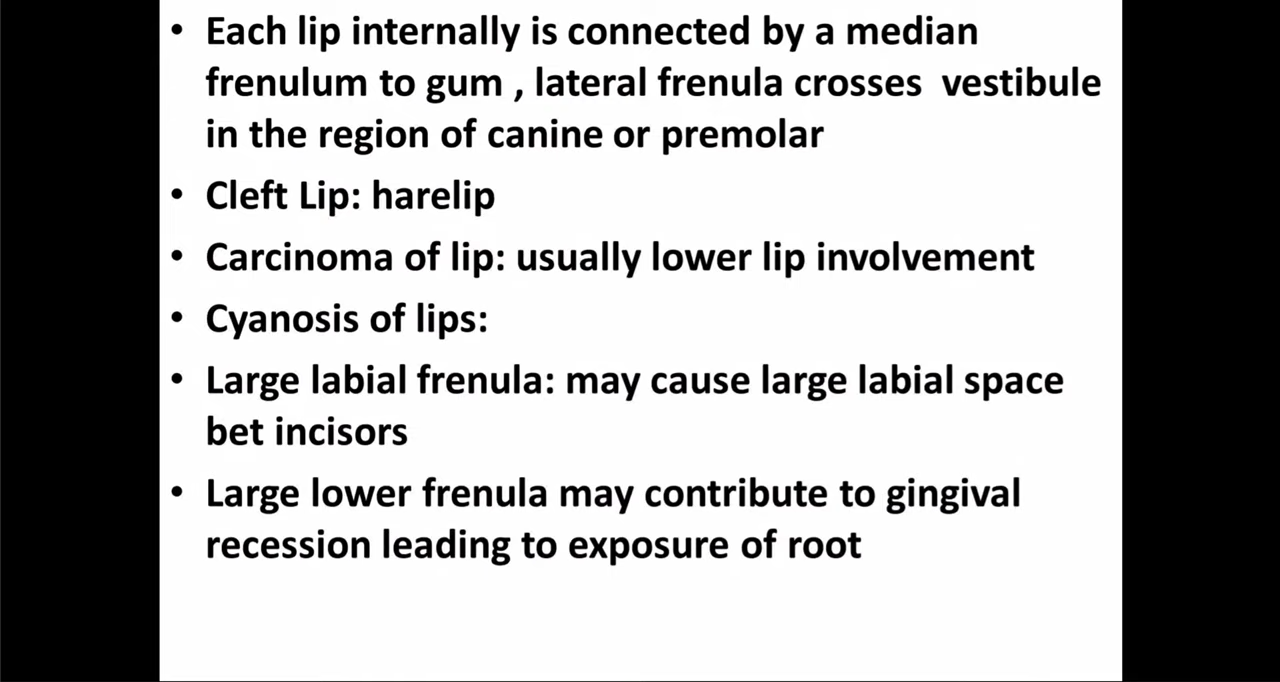 • Each lip internally is connected by a median
frenulum to gum , lateral frenula crosses vestibule
in the region of canine or premolar
• Cleft Lip: harelip
• Carcinoma of lip: usually lower lip involvement
• Cyanosis of lips:
• Large labial frenula: may cause large labial space
bet incisors
• Large lower frenula may contribute to gingival
recession leading to exposure of root